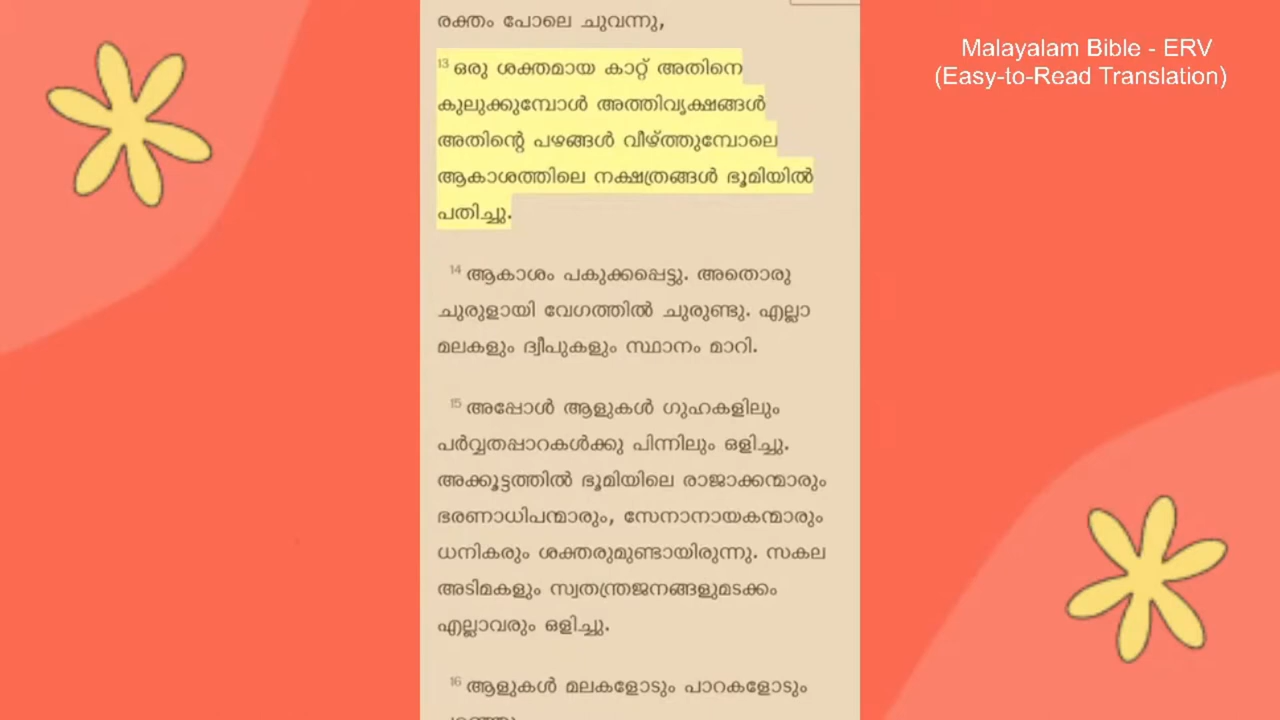 രക്തം പോലെ ചുവന്നു,
Malayalam Bible - ERV
(Easy-to-Read Translation)
13 ഒരു ശക്തമായ കാറ്റ് അതിനെ
കുലുക്കുമ്പോൾ അത്തിവൃക്ഷങ്ങൾ
അതിന്റെ പഴങ്ങൾ വീഴ്ത്തുമ്പോലെ
ആകാശത്തിലെ നക്ഷത്രങ്ങൾ ഭൂമിയിൽ
പതിച്ചു.
14 ആകാശം പകുക്കപ്പെട്ടു. അതൊരു
ചുരുളായി വേഗത്തിൽ ചുരുണ്ടു. എല്ലാ
മലകളും ദ്വീപുകളും സ്ഥാനം മാറി.
15 അപ്പോൾ ആളുകൾ ഗുഹകളിലും
പർവ്വതപ്പാറകൾക്കു പിന്നിലും ഒളിച്ചു.
അക്കൂട്ടത്തിൽ ഭൂമിയിലെ രാജാക്കന്മാരും
ഭരണാധിപന്മാരും, സേനാനായകന്മാരും
ധനികരും ശക്തരുമുണ്ടായിരുന്നു. സകല
അടിമകളും സ്വതന്ത്രജനങ്ങളുമടക്കം
എല്ലാവരും ഒളിച്ചു.
16 ആളുകൾ മലകളോടും പാറകളോടും